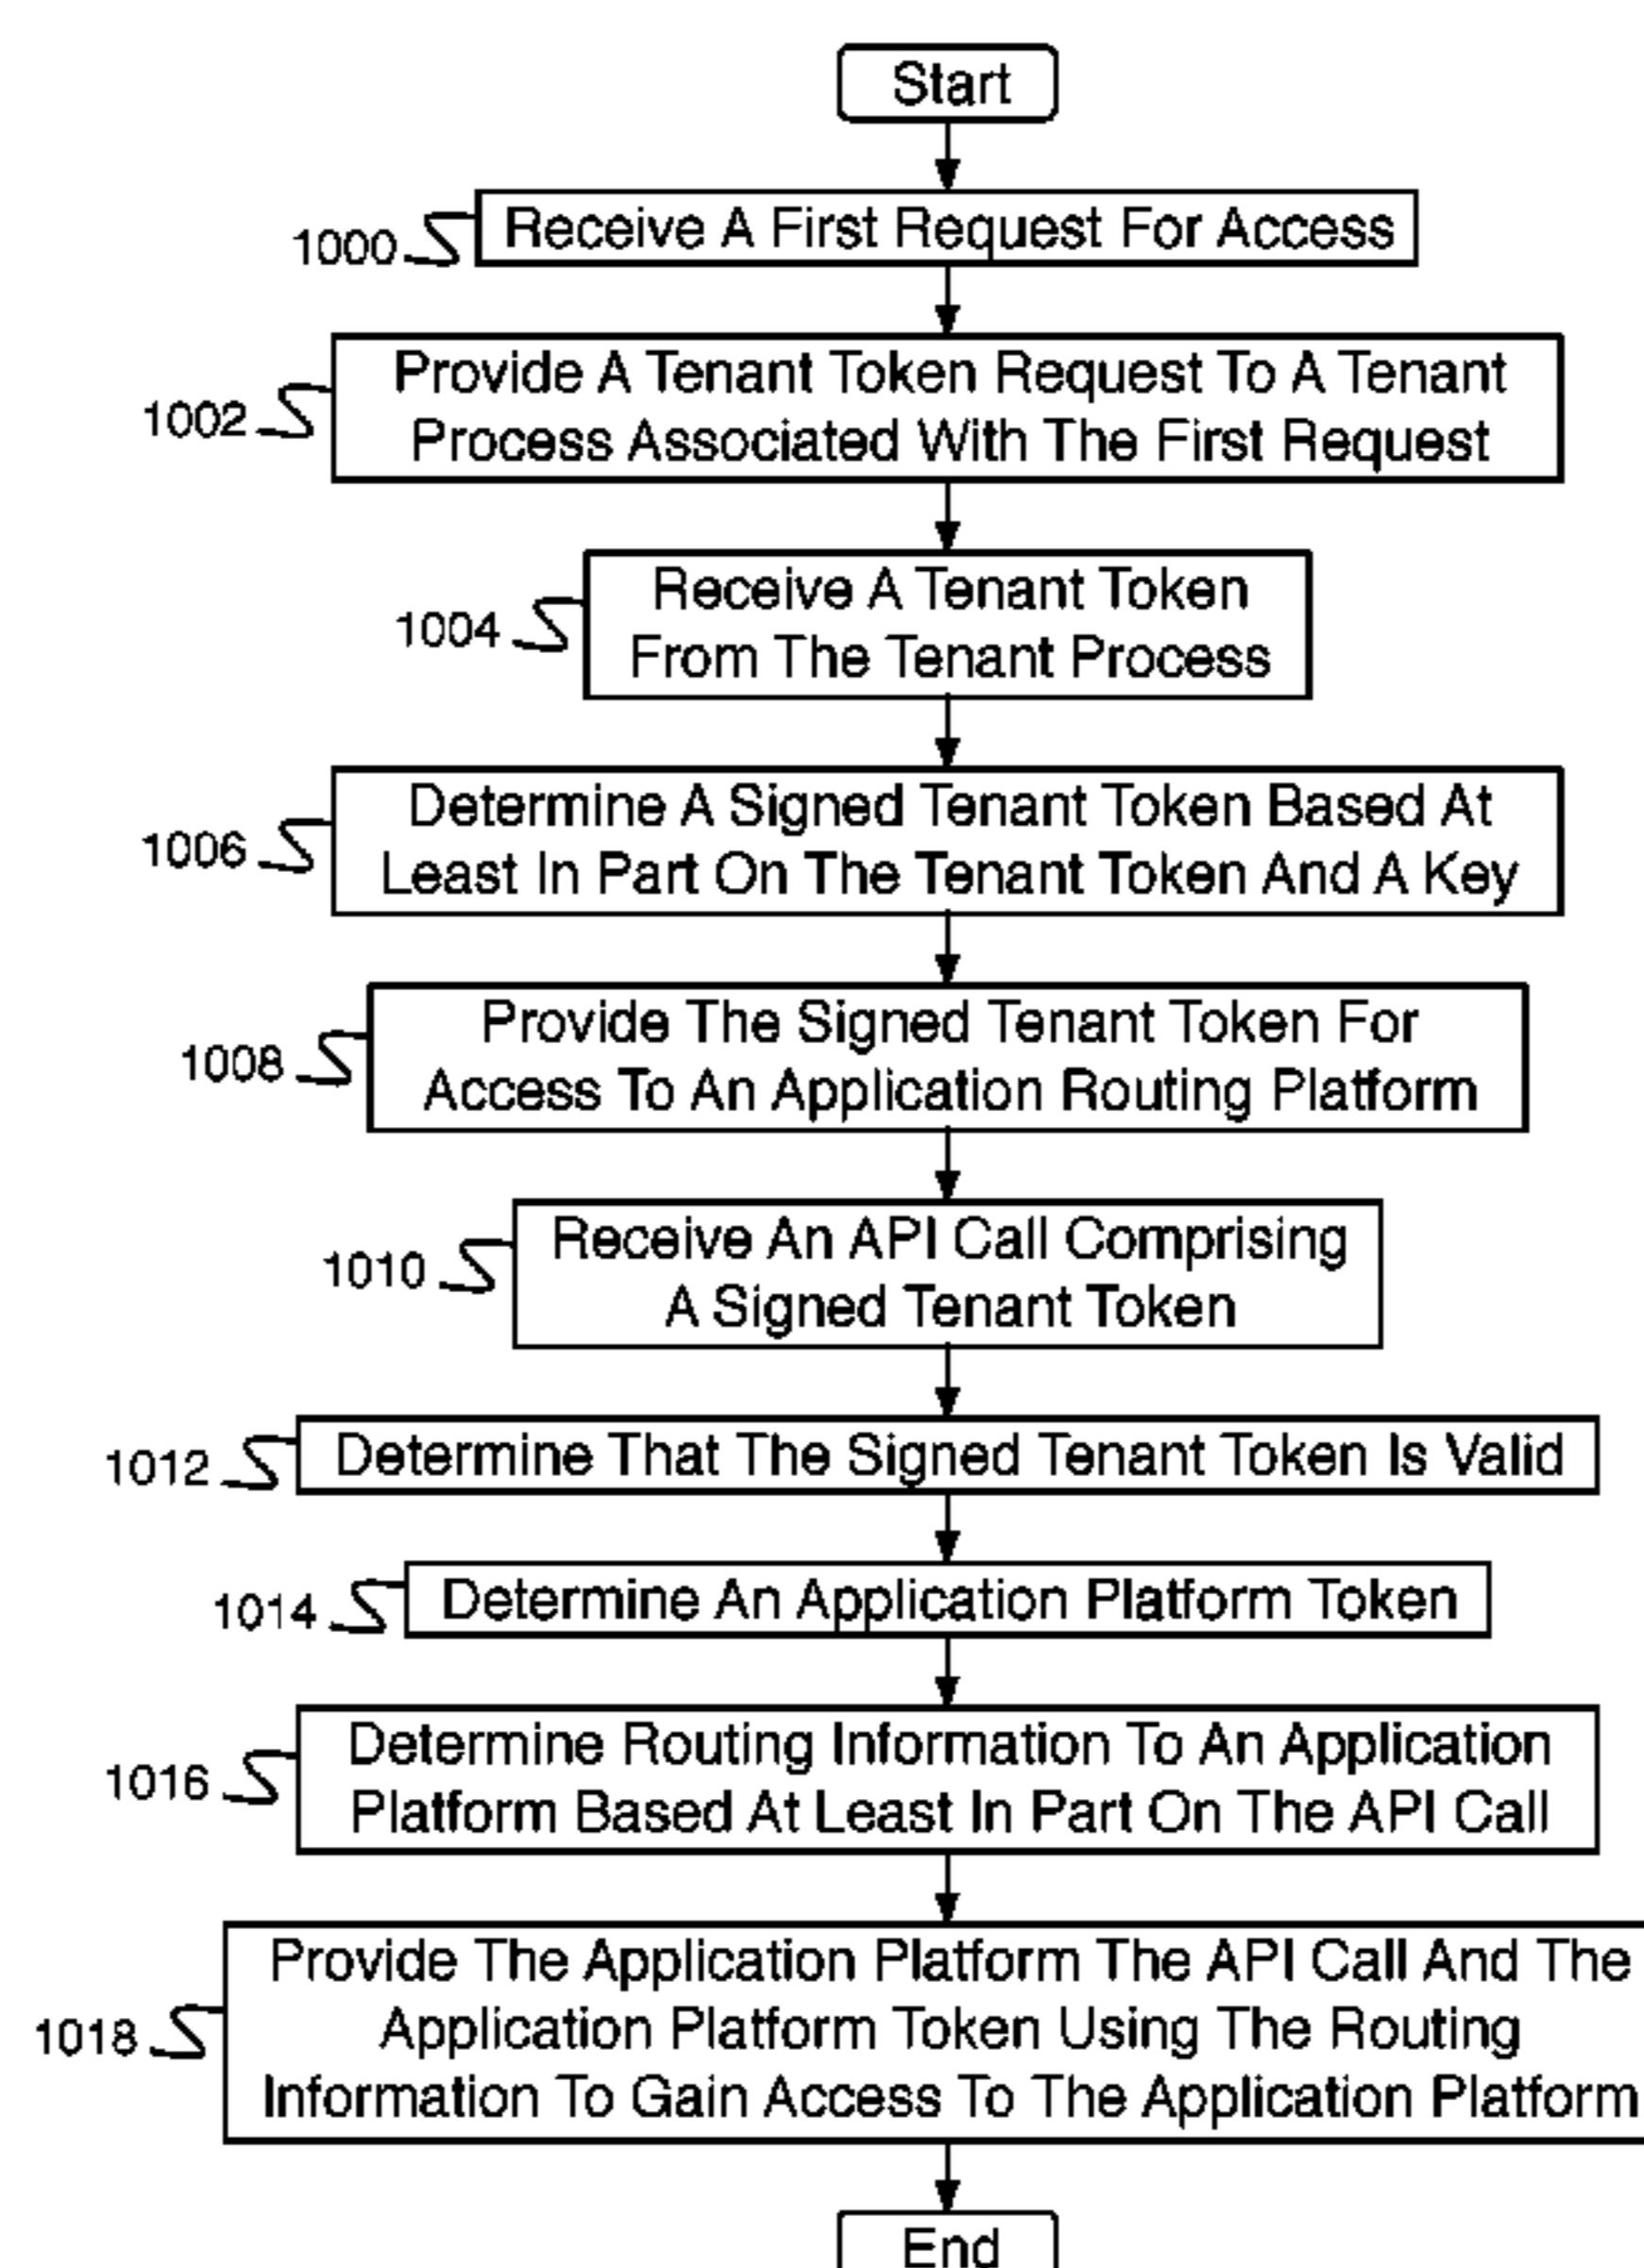 Start
1000
Receive A First Request For Access
1002
Provide A Tenant Token Request To A Tenant
Process Associated With The First Request
1004
Receive A Tenant Token
From The Tenant Process
1006
Determine A Signed Tenant Token Based At
Least In Part On The Tenant Token And A Key
1008
Provide The Signed Tenant Token For
Access To An Application Routing Platform
1010
Receive An API Call Comprising
A Signed Tenant Token
1012
Determine That The Signed Tenant Token Is Valid
1014
Determine An Application Platform Token
1016
Determine Routing Information To An Application
Platform Based At Least In Part On The API Call
1018
Provide The Application Platform The API Call And The
Application Platform Token Using The Routing
Information To Gain Access To The Application Platform
End